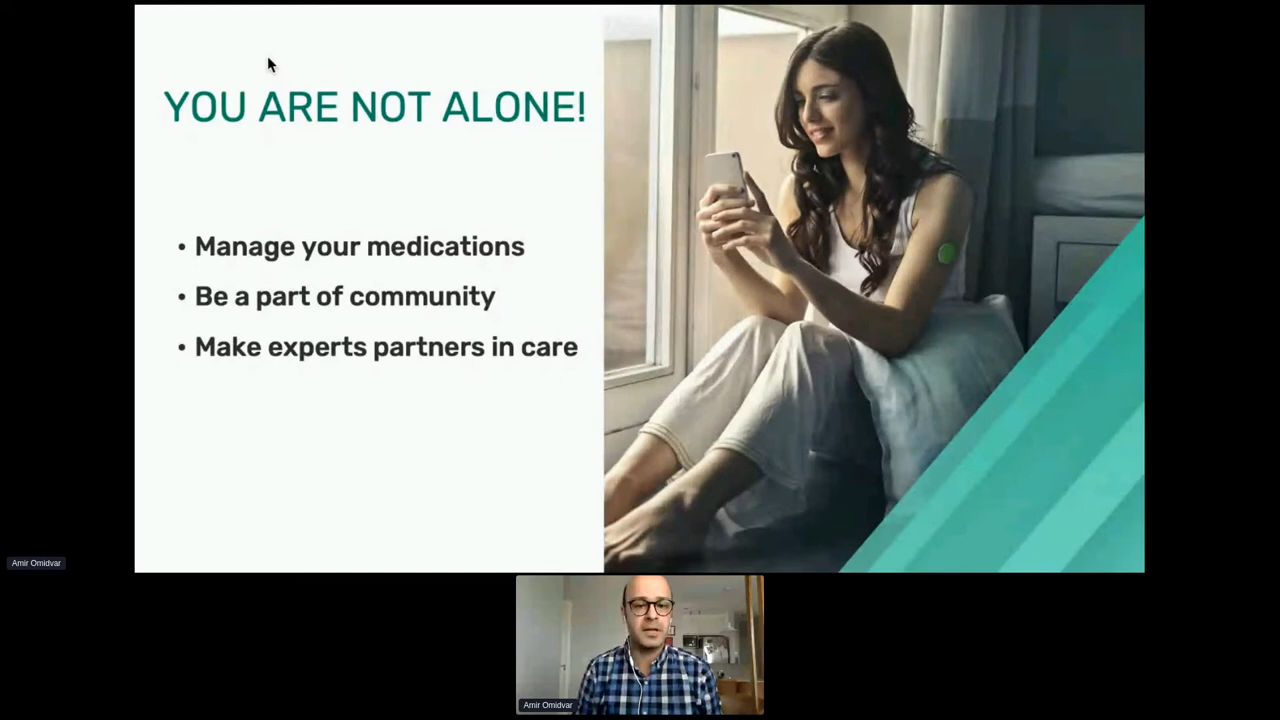 YOU ARE NOT ALONE!
• Manage your medications
• Be a part of community
• Make experts partners in care
Amir Omidvar
Amir Omidvar